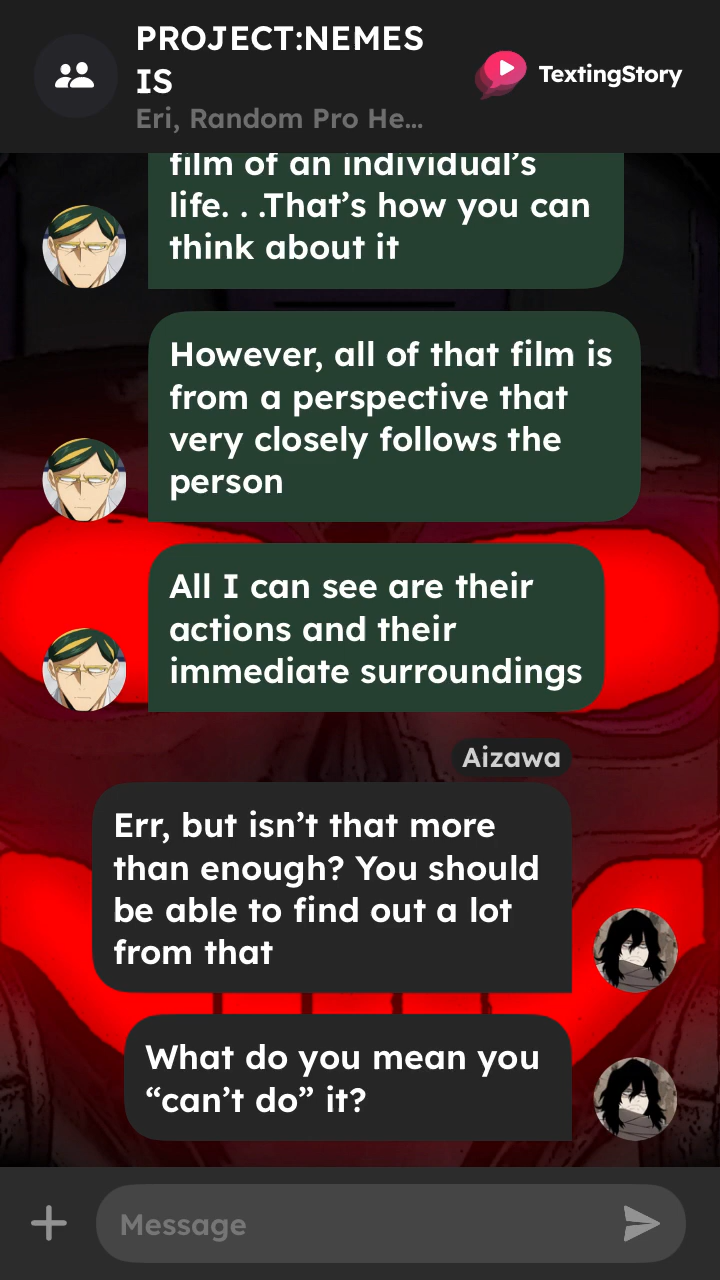 PROJECT:NEMES
IS
Eri, Random Pro He...
TextingStory
film of an individual’s
life. . .That’s how you can
think about it
However, all of that film is
from a perspective that
very closely follows the
person
All I can see are their
actions and their
immediate surroundings
Aizawa
Err, but isn’t that more
than enough? You should
be able to find out a lot
from that
What do you mean you
“can’t do” it?
Message